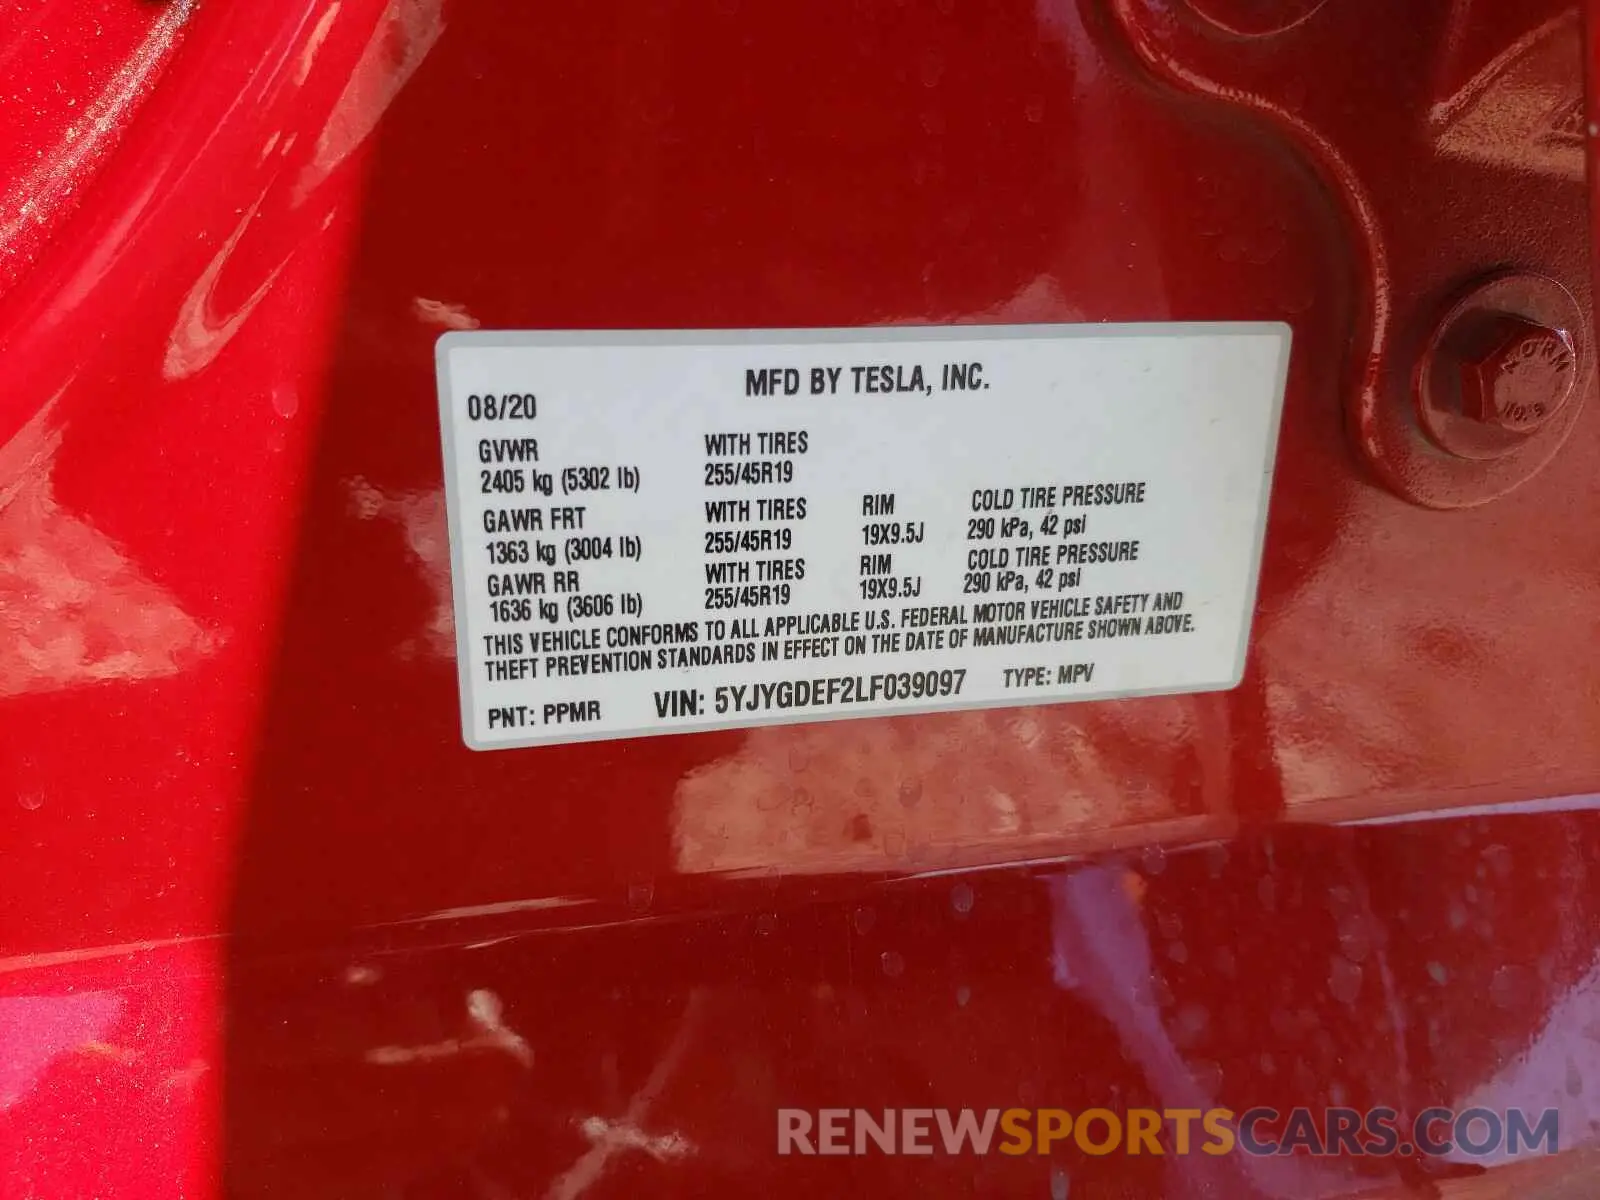 MFD BY TESLA, INC.
08/20
GVWR WITH TIRES
2405 kg (5302 lb) 255/45R19
GAWR FRT WITH TIRES RIM COLD TIRE PRESSURE
1363 kg (3004 lb) 255/45R19 19X9.5J 290 kPa, 42 psi
GAWR RR WITH TIRES RIM COLD TIRE PRESSURE
1636 kg (3606 lb) 255/45R19 19X9.5J 290 kPa, 42 psi
THIS VEHICLE CONFORMS TO ALL APPLICABLE U.S. FEDERAL MOTOR VEHICLE SAFETY AND
THEFT PREVENTION STANDARDS IN EFFECT ON THE DATE OF MANUFACTURE SHOWN ABOVE.
PNT: PPMR VIN: 5YJYGDEF2LF039097 TYPE: MPV
NORM
10.9
RENEWSPORTSCARS.COM